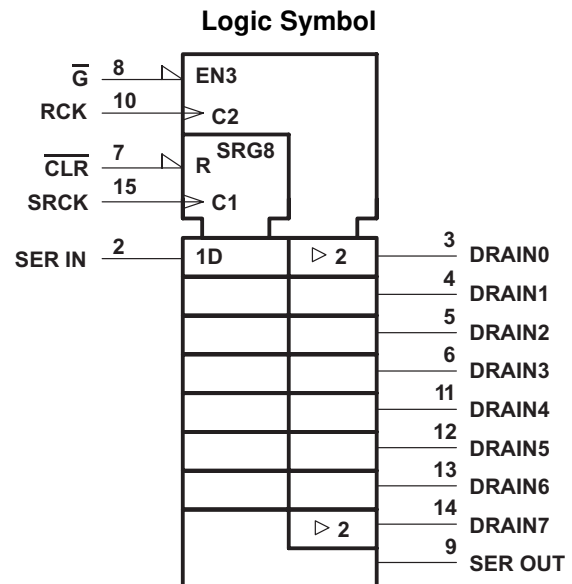 Logic Symbol
G̅ 8 EN3
RCK 10 C2
C̅L̅R̅ 7 R SRG8
SRCK 15 C1
SER IN 2 1D 2 3 DRAIN0
4 DRAIN1
5 DRAIN2
6 DRAIN3
11 DRAIN4
12 DRAIN5
13 DRAIN6
2 14 DRAIN7
9 SER OUT